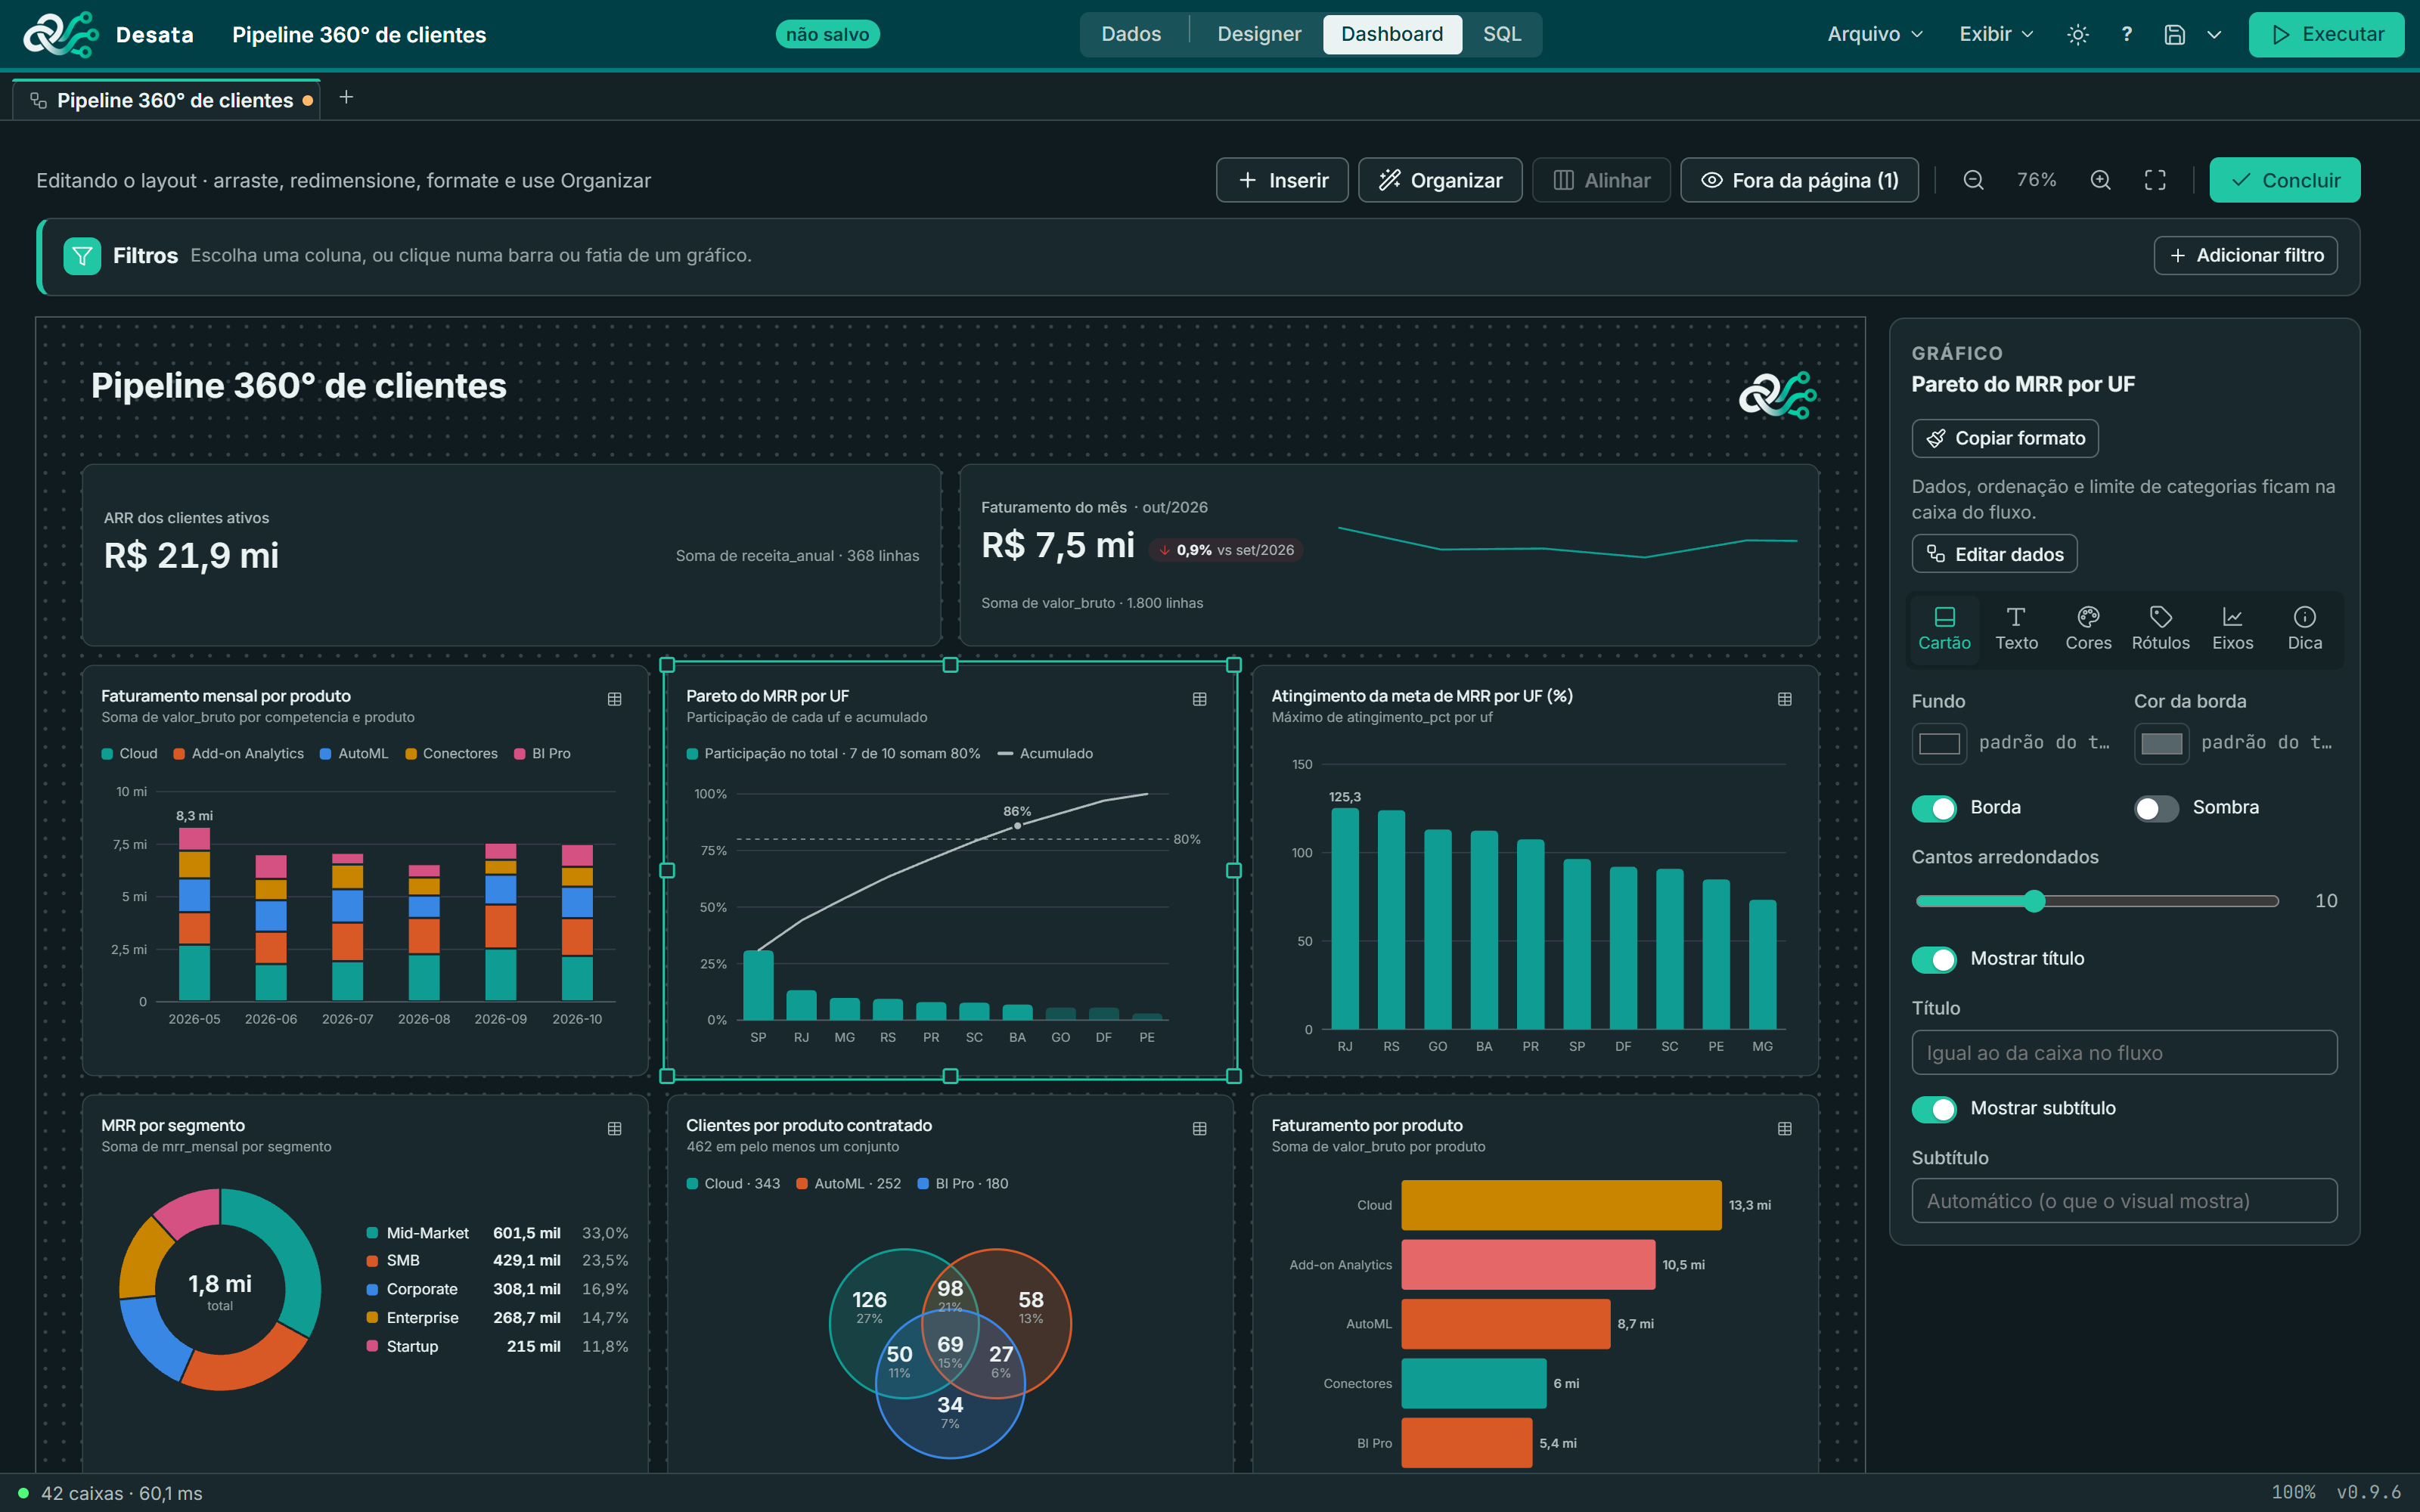 Desata
Pipeline 360° de clientes
não salvo
Dados
Designer
Dashboard
SQL
Arquivo
Exibir
?
Executar
Pipeline 360° de clientes
Editando o layout · arraste, redimensione, formate e use Organizar
Inserir
Organizar
Alinhar
Fora da página (1)
76%
Concluir
Filtros
Escolha uma coluna, ou clique numa barra ou fatia de um gráfico.
Adicionar filtro
Pipeline 360° de clientes
ARR dos clientes ativos
R$ 21,9 mi
Soma de receita_anual · 368 linhas
Faturamento do mês · out/2026
R$ 7,5 mi
0,9% vs set/2026
Soma de valor_bruto · 1.800 linhas
Faturamento mensal por produto
Soma de valor_bruto por competencia e produto
Cloud
Add-on Analytics
AutoML
Conectores
BI Pro
10 mi
8,3 mi
7,5 mi
5 mi
2,5 mi
0
2026-05
2026-06
2026-07
2026-08
2026-09
2026-10
Pareto do MRR por UF
Participação de cada uf e acumulado
Participação no total · 7 de 10 somam 80%
Acumulado
100%
86%
80%
75%
50%
25%
0%
SP
RJ
MG
RS
PR
SC
BA
GO
DF
PE
Atingimento da meta de MRR por UF (%)
Máximo de atingimento_pct por uf
150
125,3
100
50
0
RJ
RS
GO
BA
PR
SP
DF
SC
PE
MG
MRR por segmento
Soma de mrr_mensal por segmento
1,8 mi
total
Mid-Market 601,5 mil 33,0%
SMB 429,1 mil 23,5%
Corporate 308,1 mil 16,9%
Enterprise 268,7 mil 14,7%
Startup 215 mil 11,8%
Clientes por produto contratado
462 em pelo menos um conjunto
Cloud · 343
AutoML · 252
BI Pro · 180
126
27%
98
21%
58
13%
50
11%
69
15%
27
6%
34
7%
Faturamento por produto
Soma de valor_bruto por produto
Cloud 13,3 mi
Add-on Analytics 10,5 mi
AutoML 8,7 mi
Conectores 6 mi
BI Pro 5,4 mi
GRÁFICO
Pareto do MRR por UF
Copiar formato
Dados, ordenação e limite de categorias ficam na
caixa do fluxo.
Editar dados
Cartão
Texto
Cores
Rótulos
Eixos
Dica
Fundo
Cor da borda
padrão do t…
padrão do t…
Borda
Sombra
Cantos arredondados
10
Mostrar título
Título
Igual ao da caixa no fluxo
Mostrar subtítulo
Subtítulo
Automático (o que o visual mostra)
42 caixas · 60,1 ms
100%
v0.9.6